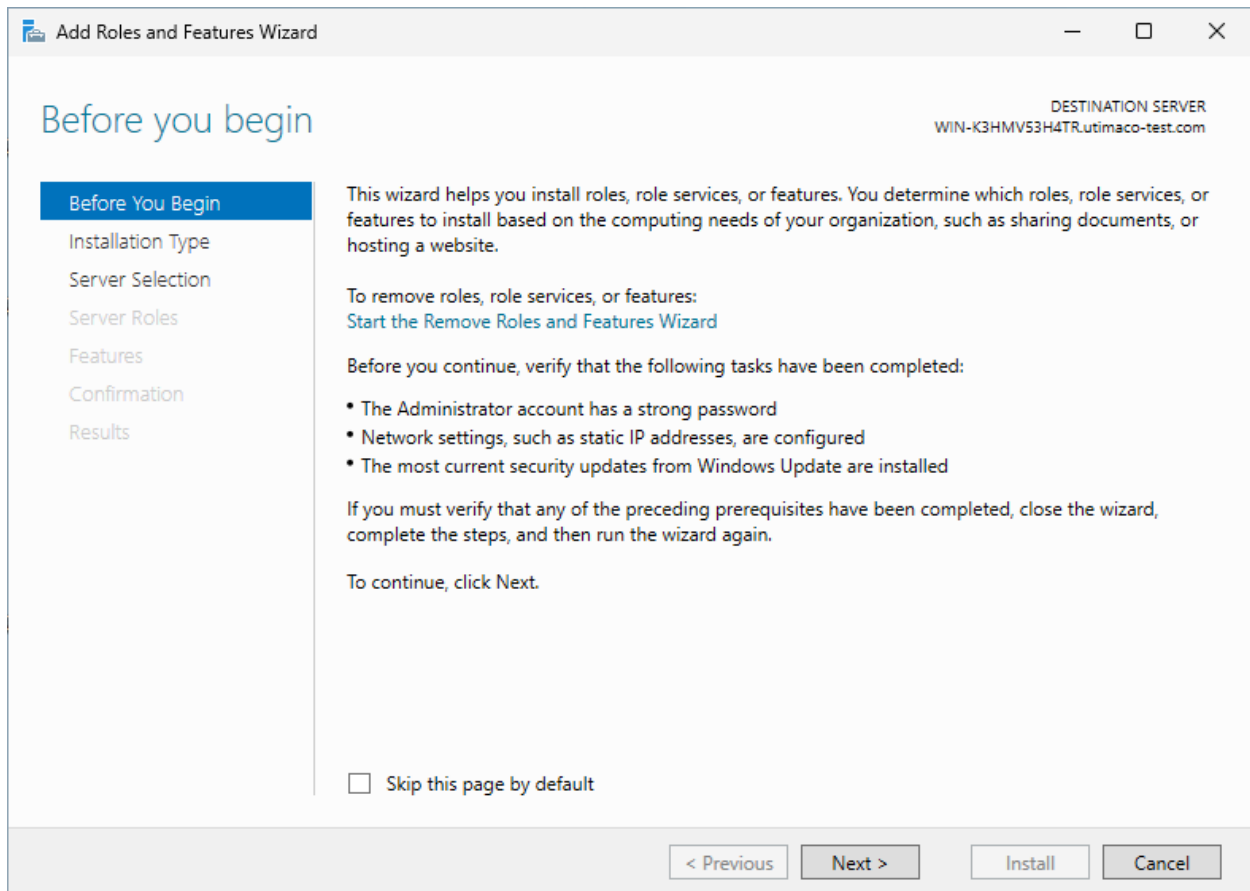 Add Roles and Features Wizard
Before you begin
DESTINATION SERVER
WIN-K3HMV53H4TR.utimaco-test.com
Before You Begin
Installation Type
Server Selection
Server Roles
Features
Confirmation
Results
This wizard helps you install roles, role services, or features. You determine which roles, role services, or
features to install based on the computing needs of your organization, such as sharing documents, or
hosting a website.
To remove roles, role services, or features:
Start the Remove Roles and Features Wizard
Before you continue, verify that the following tasks have been completed:
• The Administrator account has a strong password
• Network settings, such as static IP addresses, are configured
• The most current security updates from Windows Update are installed
If you must verify that any of the preceding prerequisites have been completed, close the wizard,
complete the steps, and then run the wizard again.
To continue, click Next.
Skip this page by default
< Previous
Next >
Install
Cancel